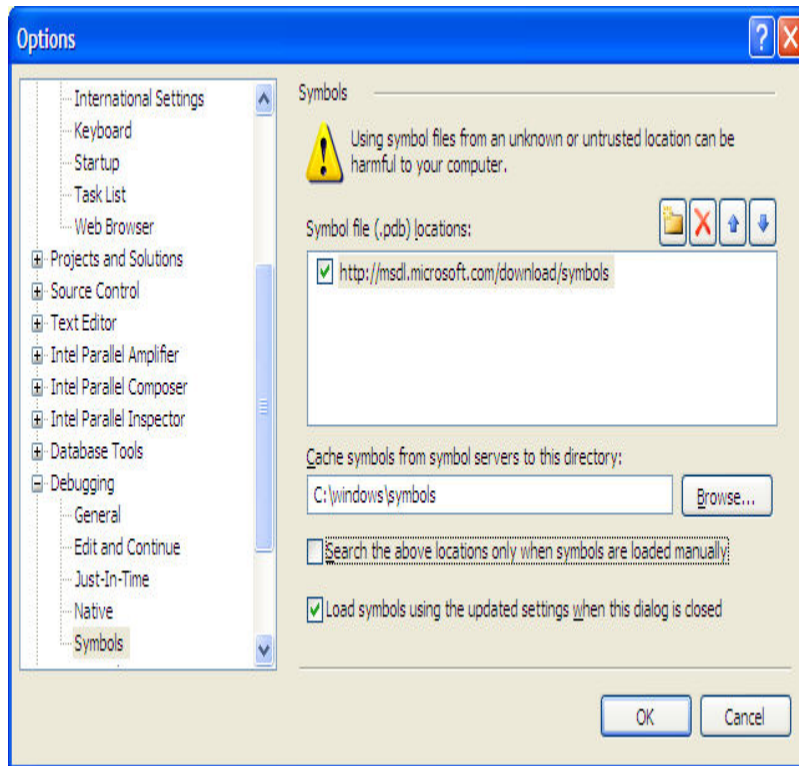 Options
International Settings
Keyboard
Startup
Task List
Web Browser
Projects and Solutions
Source Control
Text Editor
Intel Parallel Amplifier
Intel Parallel Composer
Intel Parallel Inspector
Database Tools
Debugging
General
Edit and Continue
Just-In-Time
Native
Symbols
Symbols
Using symbol files from an unknown or untrusted location can be
harmful to your computer.
Symbol file (.pdb) locations:
http://msdl.microsoft.com/download/symbols
Cache symbols from symbol servers to this directory:
C:\windows\symbols
Browse...
Search the above locations only when symbols are loaded manually
Load symbols using the updated settings when this dialog is closed
OK
Cancel